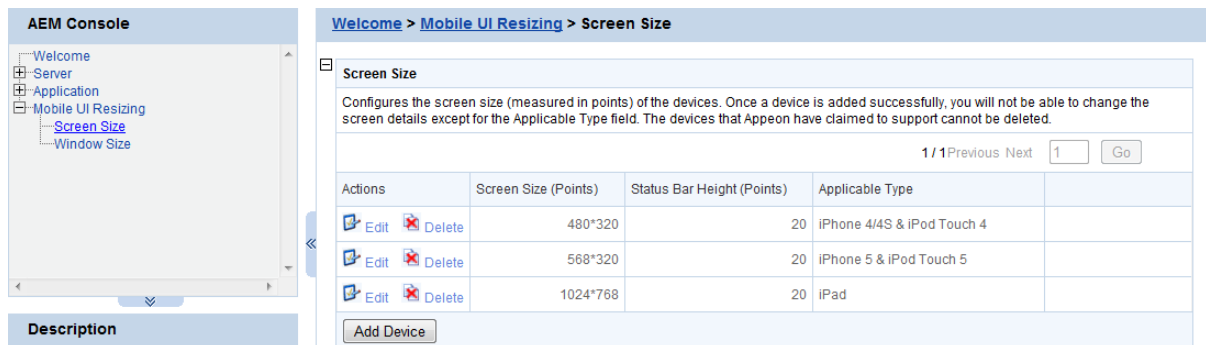 AEM Console
Welcome
Server
Application
Mobile UI Resizing
Screen Size
Window Size
Description
Welcome > Mobile UI Resizing > Screen Size
Screen Size
Configures the screen size (measured in points) of the devices. Once a device is added successfully, you will not be able to change the
screen details except for the Applicable Type field. The devices that Appeon have claimed to support cannot be deleted.
1 / 1 Previous Next 1 Go
Actions Screen Size (Points) Status Bar Height (Points) Applicable Type
Edit Delete 480*320 20 iPhone 4/4S & iPod Touch 4
Edit Delete 568*320 20 iPhone 5 & iPod Touch 5
Edit Delete 1024*768 20 iPad
Add Device